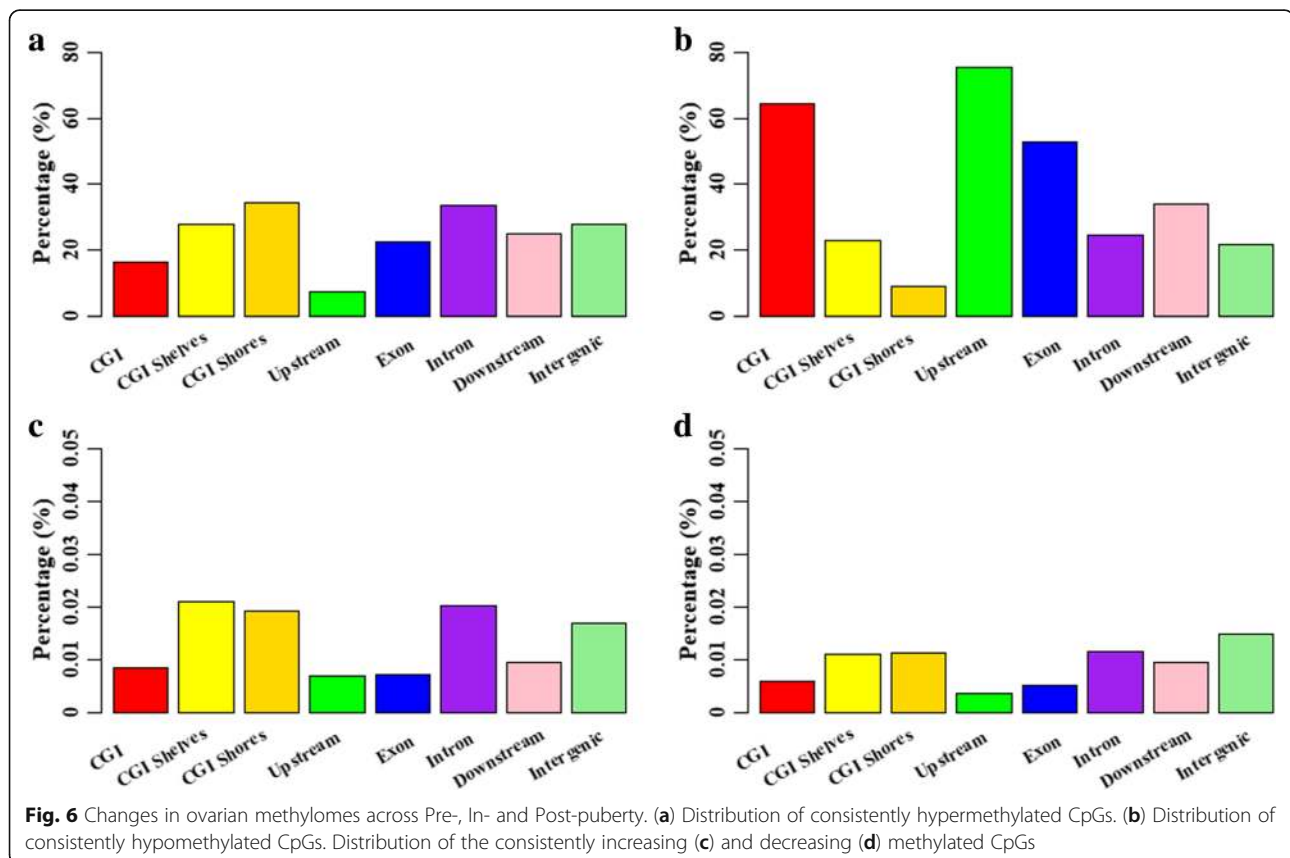 a
Percentage (%)
0 20 40 60 80
CGI CGI Shelves CGI Shores Upstream Exon Intron Downstream Intergenic
b
Percentage (%)
0 20 40 60 80
CGI CGI Shelves CGI Shores Upstream Exon Intron Downstream Intergenic
c
Percentage (%)
0 0.01 0.02 0.03 0.04 0.05
CGI CGI Shelves CGI Shores Upstream Exon Intron Downstream Intergenic
d
Percentage (%)
0 0.01 0.02 0.03 0.04 0.05
CGI CGI Shelves CGI Shores Upstream Exon Intron Downstream Intergenic
Fig. 6 Changes in ovarian methylomes across Pre-, In- and Post-puberty. (a) Distribution of consistently hypermethylated CpGs. (b) Distribution of
consistently hypomethylated CpGs. Distribution of the consistently increasing (c) and decreasing (d) methylated CpGs